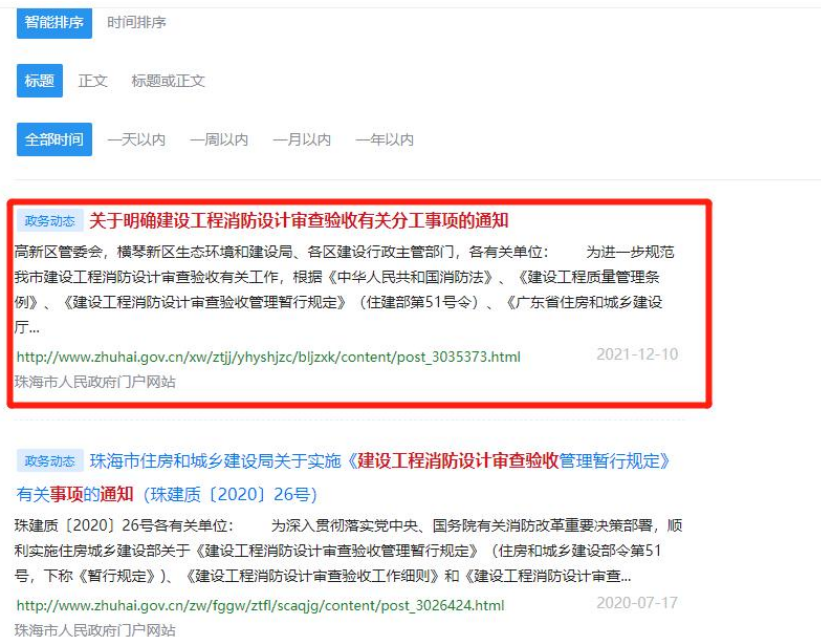 智能排序 时间排序
标题 正文 标题或正文
全部时间 一天以内 一周以内 一月以内 一年以内
政务动态 关于明确建设工程消防设计审查验收有关分工事项的通知
高新区管委会，横琴新区生态环境和建设局、各区建设行政主管部门，各有关单位： 为进一步规范
我市建设工程消防设计审查验收有关工作，根据《中华人民共和国消防法》、《建设工程质量管理条
例》、《建设工程消防设计审查验收管理暂行规定》（住建部第51号令）、《广东省住房和城乡建设
厅...
http://www.zhuhai.gov.cn/xw/ztjj/yhyshjzc/bljzxk/content/post_3035373.html 2021-12-10
珠海市人民政府门户网站
政务动态 珠海市住房和城乡建设局关于实施《建设工程消防设计审查验收管理暂行规定》
有关事项的通知（珠建质〔2020〕26号）
珠建质〔2020〕26号各有关单位： 为深入贯彻落实党中央、国务院有关消防改革重要决策部署，顺
利实施住房城乡建设部关于《建设工程消防设计审查验收管理暂行规定》（住房和城乡建设部令第51
号，下称《暂行规定》）、《建设工程消防设计审查验收工作细则》和《建设工程消防设计审查...
http://www.zhuhai.gov.cn/zw/fggw/ztfl/scaqjg/content/post_3026424.html 2020-07-17
珠海市人民政府门户网站